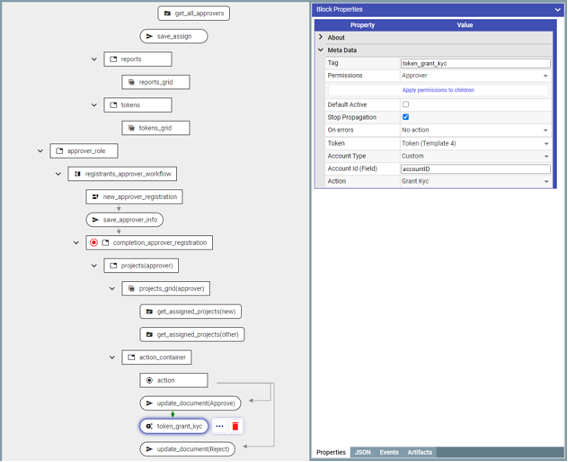 get_all_approvers
save_assign
reports
reports_grid
tokens
tokens_grid
approver_role
registrants_approver_workflow
new_approver_registration
save_approver_info
completion_approver_registration
projects(approver)
projects_grid(approver)
get_assigned_projects(new)
get_assigned_projects(other)
action_container
action
update_document(Approve)
token_grant_kyc
update_document(Reject)
Block Properties
Property Value
About
Meta Data
Tag token_grant_kyc
Permissions Approver
Apply permissions to children
Default Active
Stop Propagation
On errors No action
Token Token (Template 4)
Account Type Custom
Account Id (Field) accountID
Action Grant Kyc
Properties JSON Events Artifacts